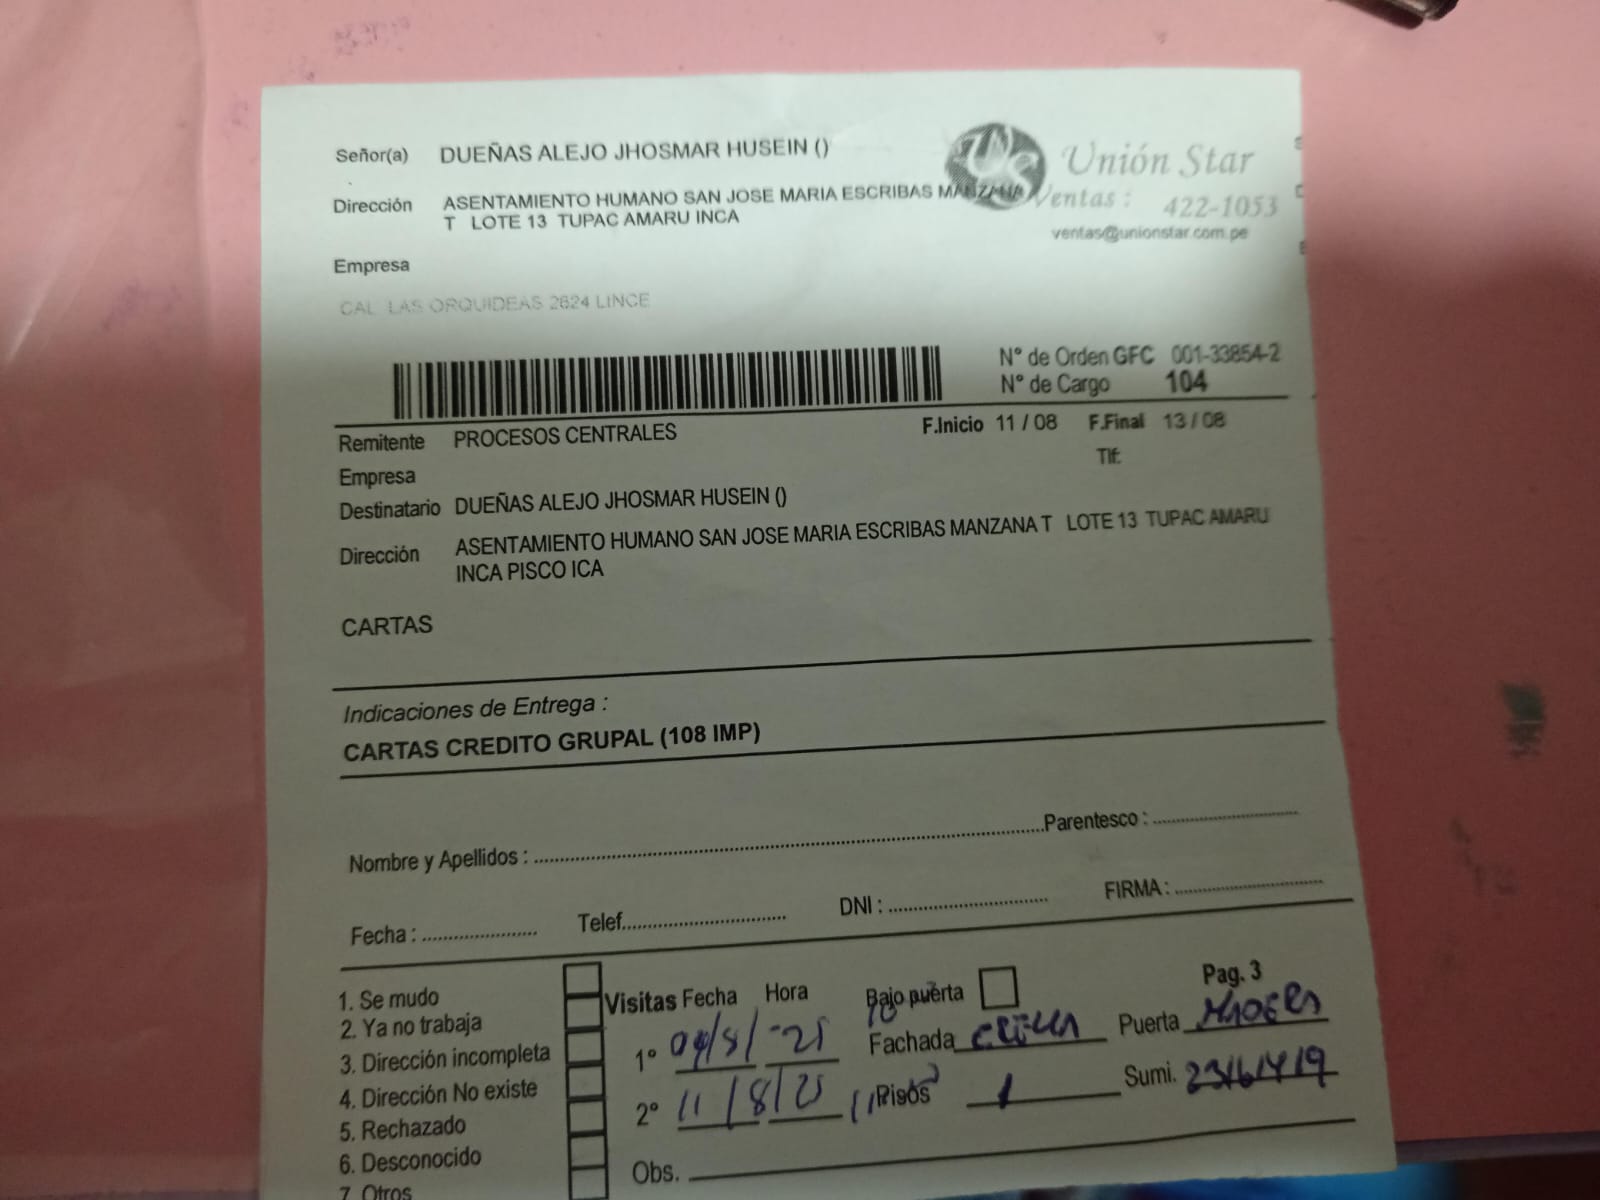 Señor(a) DUEÑAS ALEJO JHOSMAR HUSEIN ()
Unión Star
Dirección ASENTAMIENTO HUMANO SAN JOSE MARIA ESCRIBAS MANZANA
T LOTE 13 TUPAC AMARU INCA
Ventas : 422-1053
ventas@unionstar.com.pe
Empresa
CAL LAS ORQUIDEAS 2624 LINCE
N° de Orden GFC 001-33854-2
N° de Cargo 104
Remitente PROCESOS CENTRALES F.Inicio 11 / 08 F.Final 13 / 08
Empresa Tlf:
Destinatario DUEÑAS ALEJO JHOSMAR HUSEIN ()
Dirección ASENTAMIENTO HUMANO SAN JOSE MARIA ESCRIBAS MANZANA T LOTE 13 TUPAC AMARU
INCA PISCO ICA
CARTAS
Indicaciones de Entrega :
CARTAS CREDITO GRUPAL (108 IMP)
Nombre y Apellidos : Parentesco :
Fecha : Telef. DNI : FIRMA :
Pag. 3
1. Se mudo
2. Ya no trabaja
3. Dirección incompleta
4. Dirección No existe
5. Rechazado
6. Desconocido
7. Otros
Visitas Fecha Hora
1°
2° 11/8/25
Bajo puerta
Fachada
Pisos 1
Puerta
Sumi.
Obs.